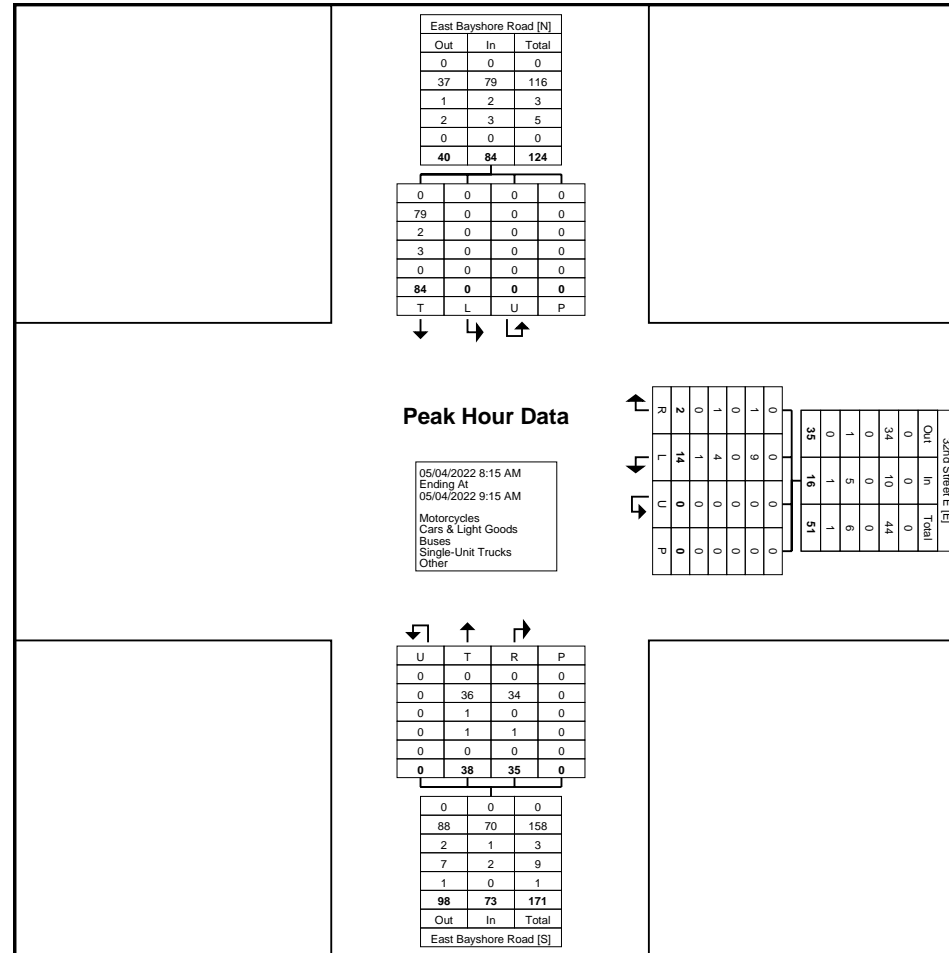 East Bayshore Road [N]
Out In Total
0 0 0
37 79 116
1 2 3
2 3 5
0 0 0
40 84 124
0 0 0 0
79 0 0 0
2 0 0 0
3 0 0 0
0 0 0 0
84 0 0 0
T L U P
32nd Street E [E]
Out In Total
0 0 0
34 10 44
0 0 0
1 5 6
0 1 1
35 16 51
0 0 0 0
1 9 0 0
0 0 0 0
1 4 0 0
0 1 0 0
2 14 0 0
R L U P
Peak Hour Data
05/04/2022 8:15 AM
Ending At
05/04/2022 9:15 AM
Motorcycles
Cars & Light Goods
Buses
Single-Unit Trucks
Other
U T R P
0 0 0 0
0 36 34 0
0 1 0 0
0 1 1 0
0 0 0 0
0 38 35 0
0 0 0
88 70 158
2 1 3
7 2 9
1 0 1
98 73 171
Out In Total
East Bayshore Road [S]